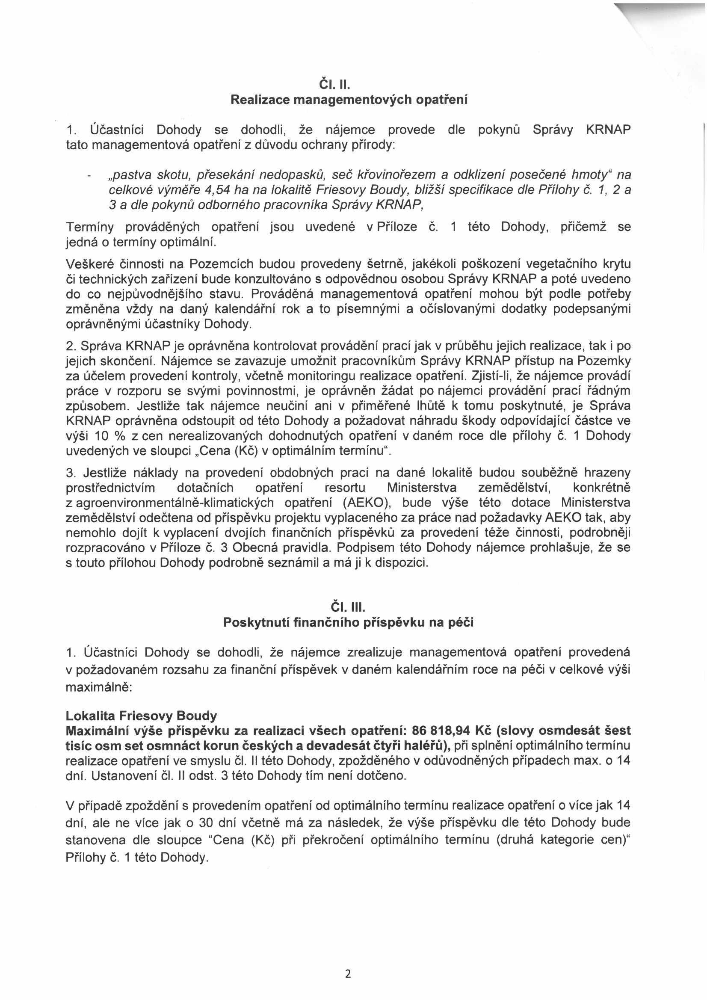 Čl. II.
Realizace managementových opatření
1. Účastníci Dohody se dohodli, že nájemce provede dle pokynů Správy KRNAP
tato managementová opatření z důvodu ochrany přírody:
- „pastva skotu, přesekání nedopasků, seč křovinořezem a odklizení posečené hmoty“ na
celkové výměře 4,54 ha na lokalitě Friesovy Boudy, bližší specifikace dle Přílohy č. 1, 2 a
3 a dle pokynů odborného pracovníka Správy KRNAP,
Termíny prováděných opatření jsou uvedené v Příloze č. 1 této Dohody, přičemž se
jedná o termíny optimální.
Veškeré činnosti na Pozemcích budou provedeny šetrně, jakékoli poškození vegetačního krytu
či technických zařízení bude konzultováno s odpovědnou osobou Správy KRNAP a poté uvedeno
do co nejpůvodnějšího stavu. Prováděná managementová opatření mohou být podle potřeby
změněna vždy na daný kalendářní rok a to písemnými a očíslovanými dodatky podepsanými
oprávněnými účastníky Dohody.
2. Správa KRNAP je oprávněna kontrolovat provádění prací jak v průběhu jejich realizace, tak i po
jejich skončení. Nájemce se zavazuje umožnit pracovníkům Správy KRNAP přístup na Pozemky
za účelem provedení kontroly, včetně monitoringu realizace opatření. Zjistí-li, že nájemce provádí
práce v rozporu se svými povinnostmi, je oprávněn žádat po nájemci provádění prací řádným
způsobem. Jestliže tak nájemce neučiní ani v přiměřené lhůtě k tomu poskytnuté, je Správa
KRNAP oprávněna odstoupit od této Dohody a požadovat náhradu škody odpovídající částce ve
výši 10 % z cen nerealizovaných dohodnutých opatření v daném roce dle přílohy č. 1 Dohody
uvedených ve sloupci „Cena (Kč) v optimálním termínu“.
3. Jestliže náklady na provedení obdobných prací na dané lokalitě budou souběžně hrazeny
prostřednictvím dotačních opatření resortu Ministerstva zemědělství, konkrétně
z agroenvironmentálně-klimatických opatření (AEKO), bude výše této dotace Ministerstva
zemědělství odečtena od příspěvku projektu vyplaceného za práce nad požadavky AEKO tak, aby
nemohlo dojít k vyplacení dvojích finančních příspěvků za provedení téže činnosti, podrobněji
rozpracováno v Příloze č. 3 Obecná pravidla. Podpisem této Dohody nájemce prohlašuje, že se
s touto přílohou Dohody podrobně seznámil a má ji k dispozici.
Čl. III.
Poskytnutí finančního příspěvku na péči
1. Účastníci Dohody se dohodli, že nájemce zrealizuje managementová opatření provedená
v požadovaném rozsahu za finanční příspěvek v daném kalendářním roce na péči v celkové výši
maximálně:
Lokalita Friesovy Boudy
Maximální výše příspěvku za realizaci všech opatření: 86 818,94 Kč (slovy osmdesát šest
tisíc osm set osmnáct korun českých a devadesát čtyři haléřů), při splnění optimálního termínu
realizace opatření ve smyslu čl. II této Dohody, zpožděného v odůvodněných případech max. o 14
dní. Ustanovení čl. II odst. 3 této Dohody tím není dotčeno.
V případě zpoždění s provedením opatření od optimálního termínu realizace opatření o více jak 14
dní, ale ne více jak o 30 dní včetně má za následek, že výše příspěvku dle této Dohody bude
stanovena dle sloupce “Cena (Kč) při překročení optimálního termínu (druhá kategorie cen)“
Přílohy č. 1 této Dohody.
2